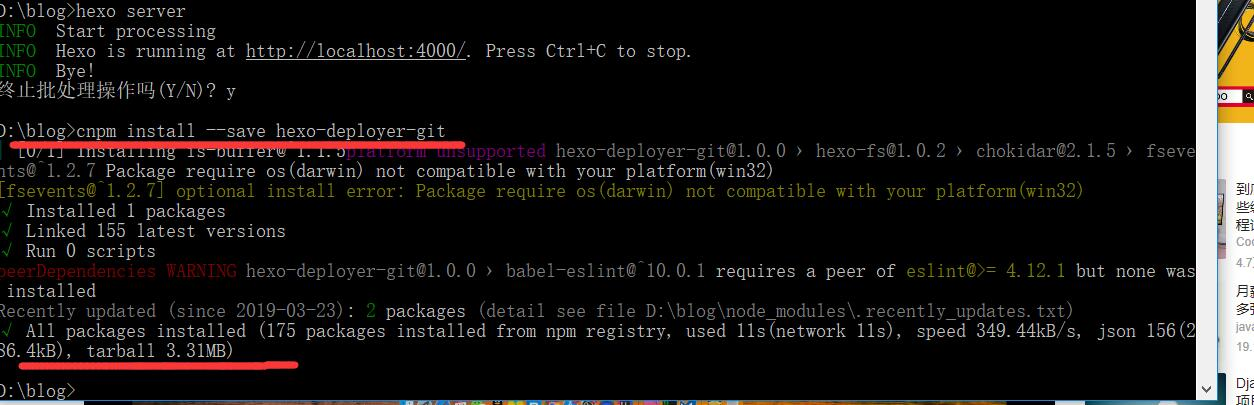 D:\blog>hexo server
INFO  Start processing
INFO  Hexo is running at http://localhost:4000/. Press Ctrl+C to stop.
INFO  Bye!
终止批处理操作吗(Y/N)? y
D:\blog>cnpm install --save hexo-deployer-git
[0/1] Installing is-buffer@^1.1.5platform unsupported hexo-deployer-git@1.0.0 › hexo-fs@1.0.2 › chokidar@2.1.5 › fseve
nts@^1.2.7 Package require os(darwin) not compatible with your platform(win32)
[fsevents@^1.2.7] optional install error: Package require os(darwin) not compatible with your platform(win32)
√ Installed 1 packages
√ Linked 155 latest versions
√ Run 0 scripts
peerDependencies WARNING hexo-deployer-git@1.0.0 › babel-eslint@^10.0.1 requires a peer of eslint@>= 4.12.1 but none was
installed
Recently updated (since 2019-03-23): 2 packages (detail see file D:\blog\node_modules\.recently_updates.txt)
√ All packages installed (175 packages installed from npm registry, used 11s(network 11s), speed 349.44kB/s, json 156(2
86.4kB), tarball 3.31MB)
D:\blog>
些
程
4.7
月
多
java
19.
Dja
项